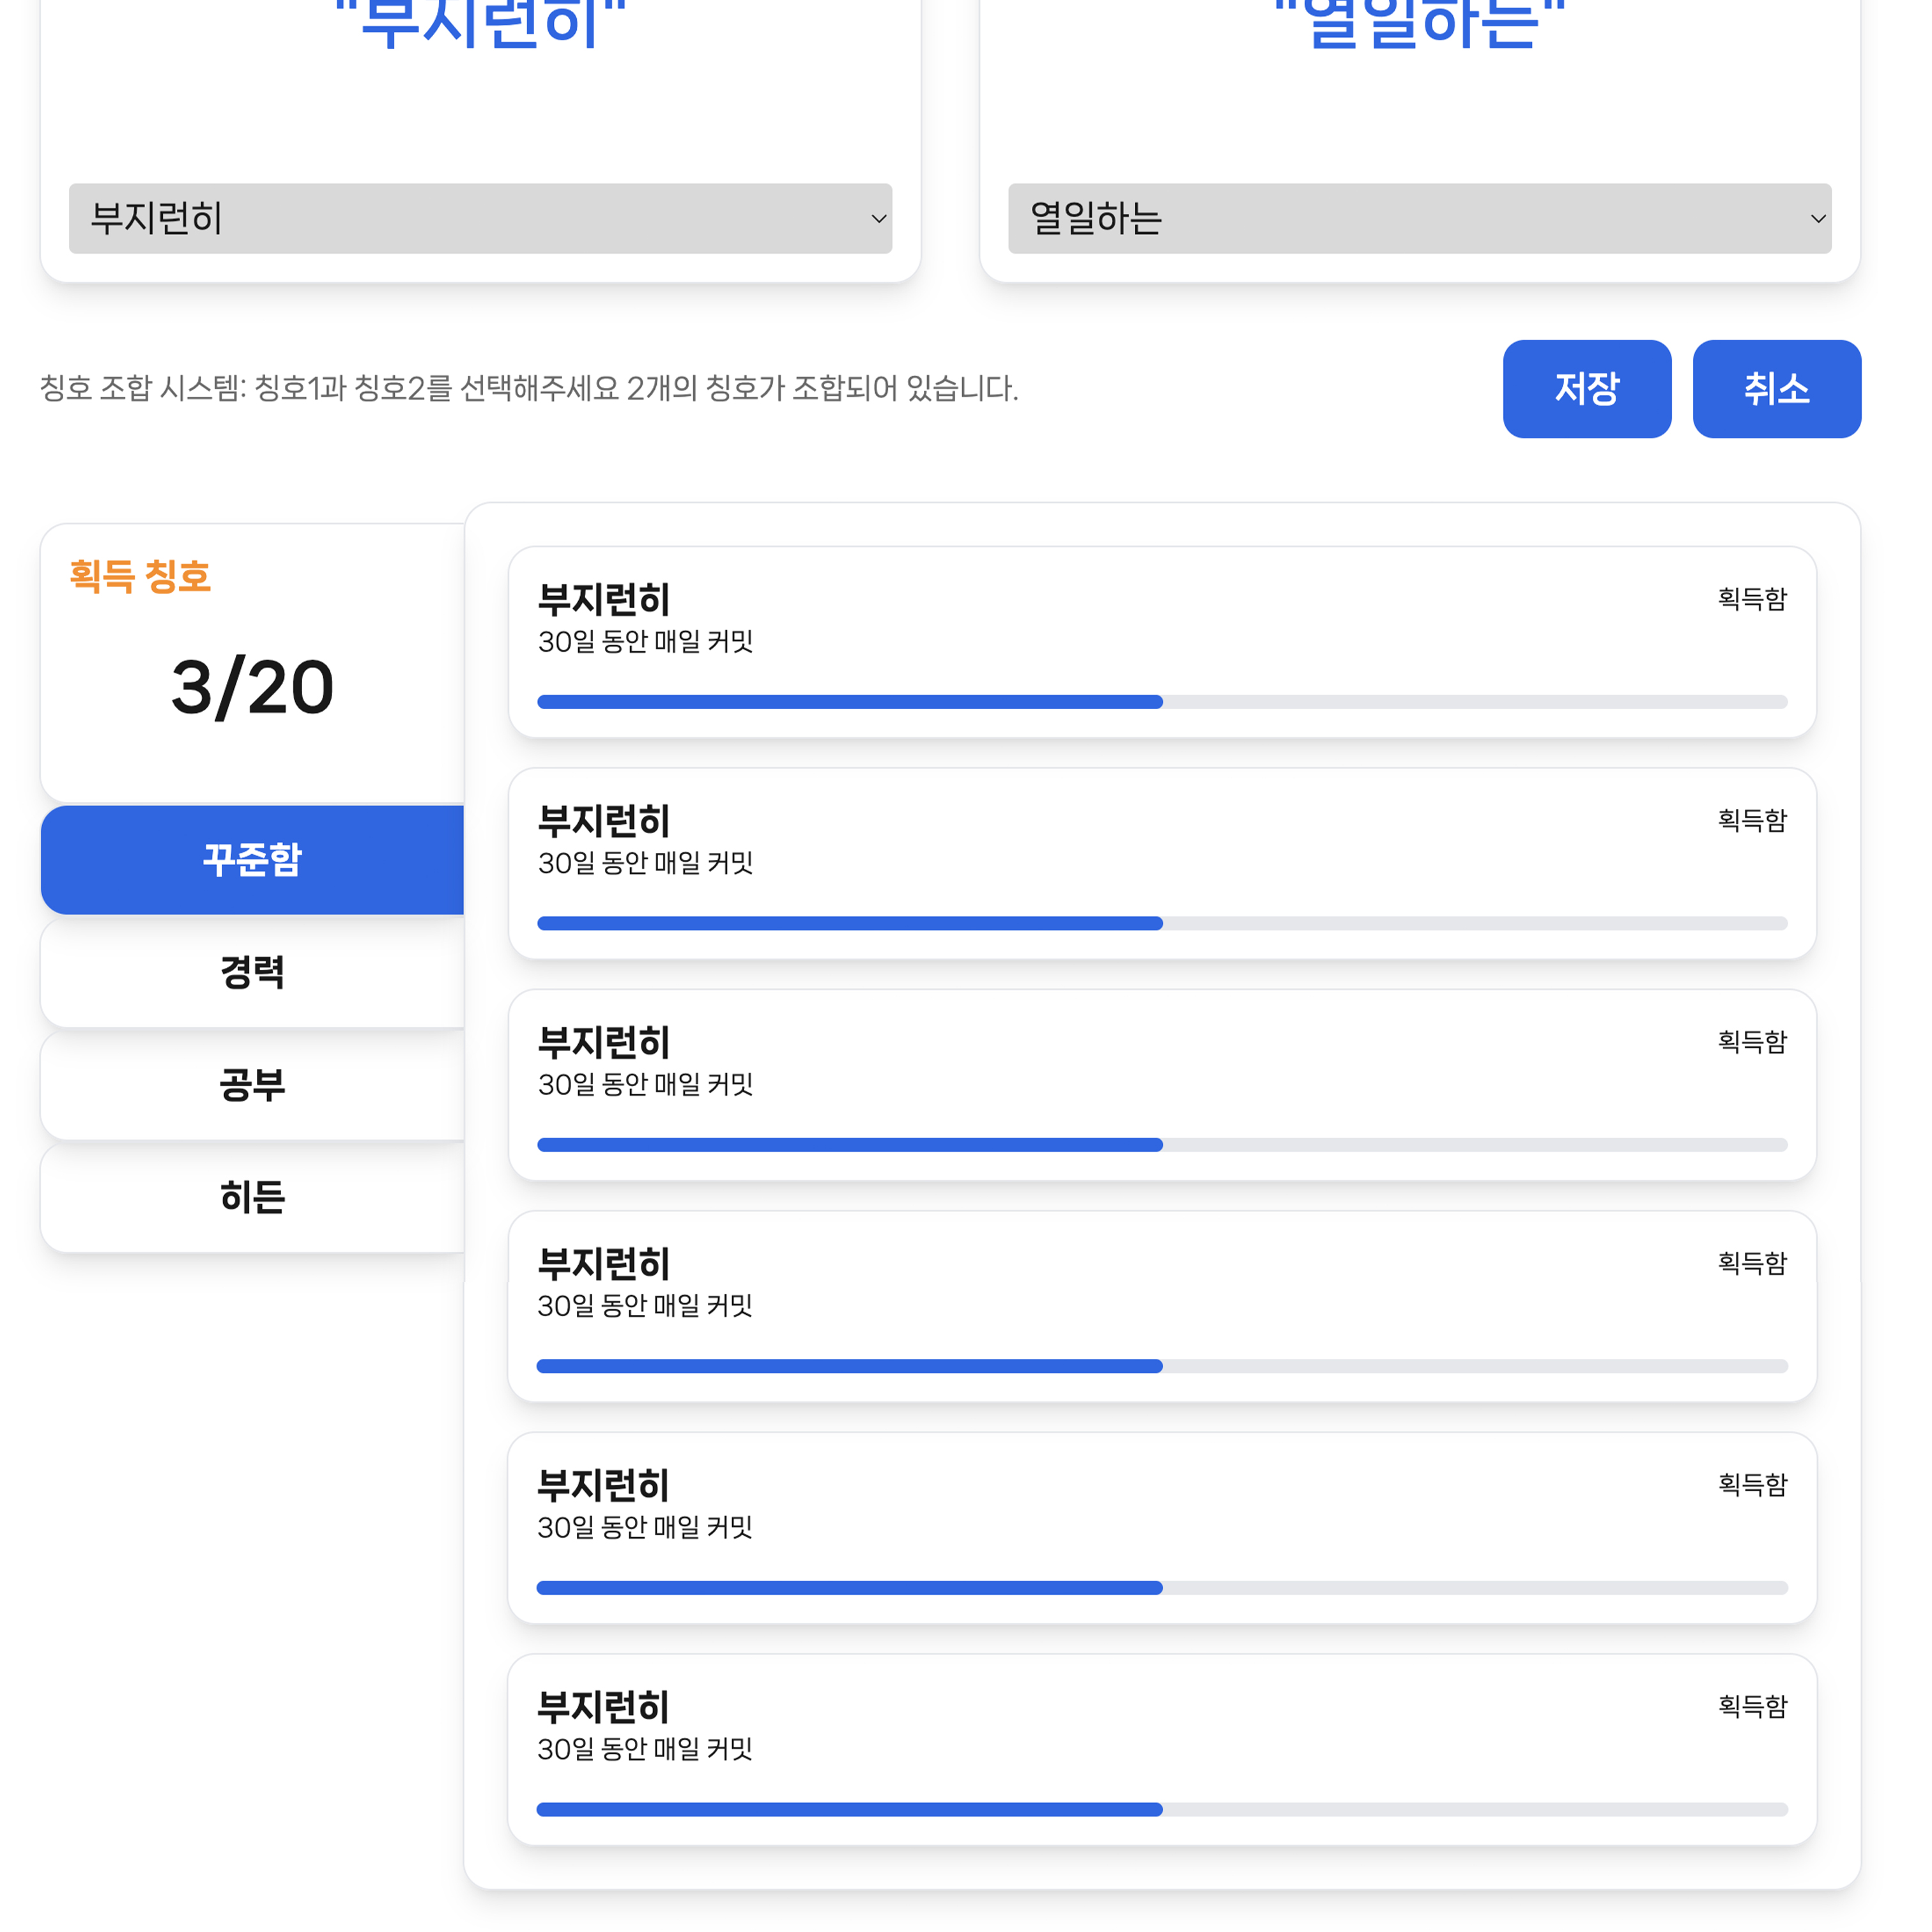 "부지런히"
"열일하는"
부지런히
열일하는
칭호 조합 시스템: 칭호1과 칭호2를 선택해주세요 2개의 칭호가 조합되어 있습니다.
저장
취소
획득 칭호
3/20
꾸준함
경력
공부
히든
부지런히
획득함
30일 동안 매일 커밋
부지런히
획득함
30일 동안 매일 커밋
부지런히
획득함
30일 동안 매일 커밋
부지런히
획득함
30일 동안 매일 커밋
부지런히
획득함
30일 동안 매일 커밋
부지런히
획득함
30일 동안 매일 커밋